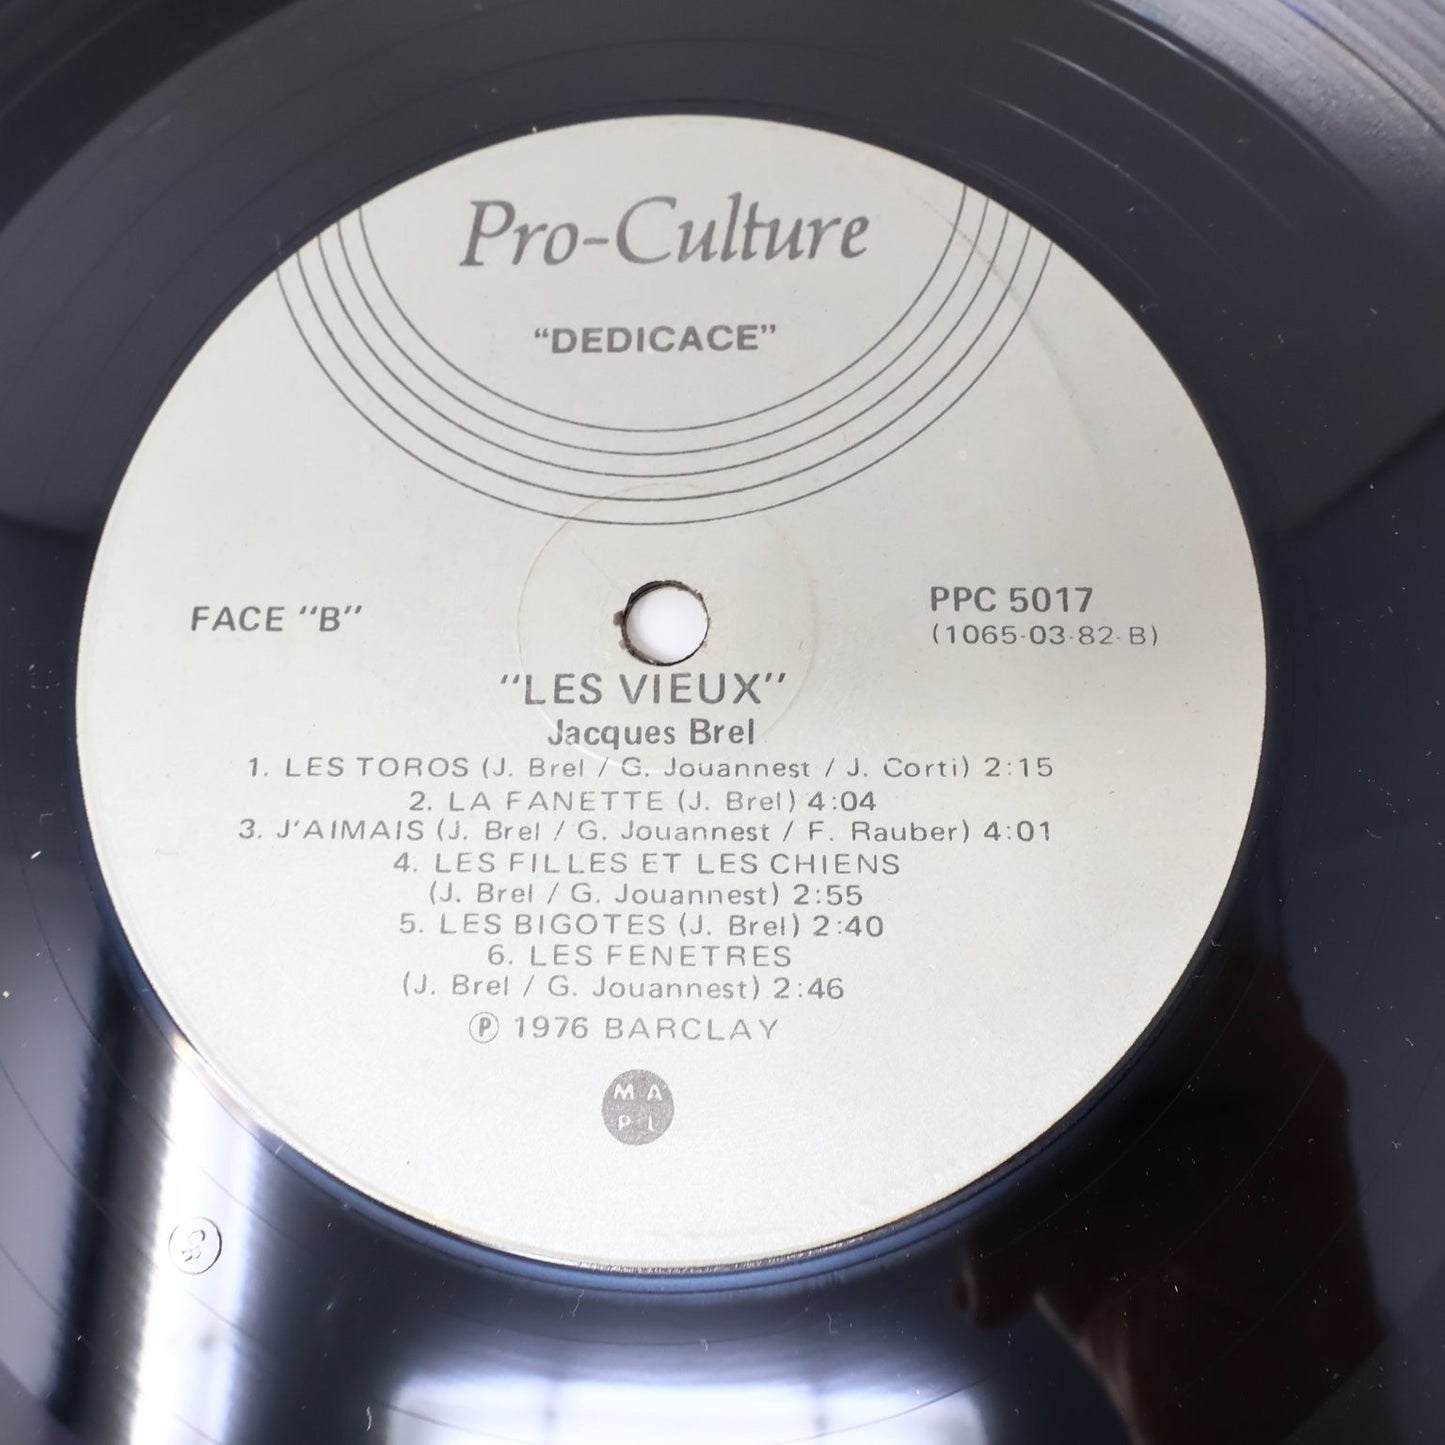 Pro-Culture
“DEDICACE”
FACE "B"
PPC 5017
(1065-03-82-B)
"LES VIEUX"
Jacques Brel
1. LES TOROS (J. Brel / G. Jouannest / J. Corti) 2:15
2. LA FANETTE (J. Brel) 4:04
3. J'AIMAIS (J. Brel / G. Jouannest / F. Rauber) 4:01
4. LES FILLES ET LES CHIENS
(J. Brel / G. Jouannest) 2:55
5. LES BIGOTES (J. Brel) 2:40
6. LES FENETRES
(J. Brel / G. Jouannest) 2:46
℗ 1976 BARCLAY
MA
PL